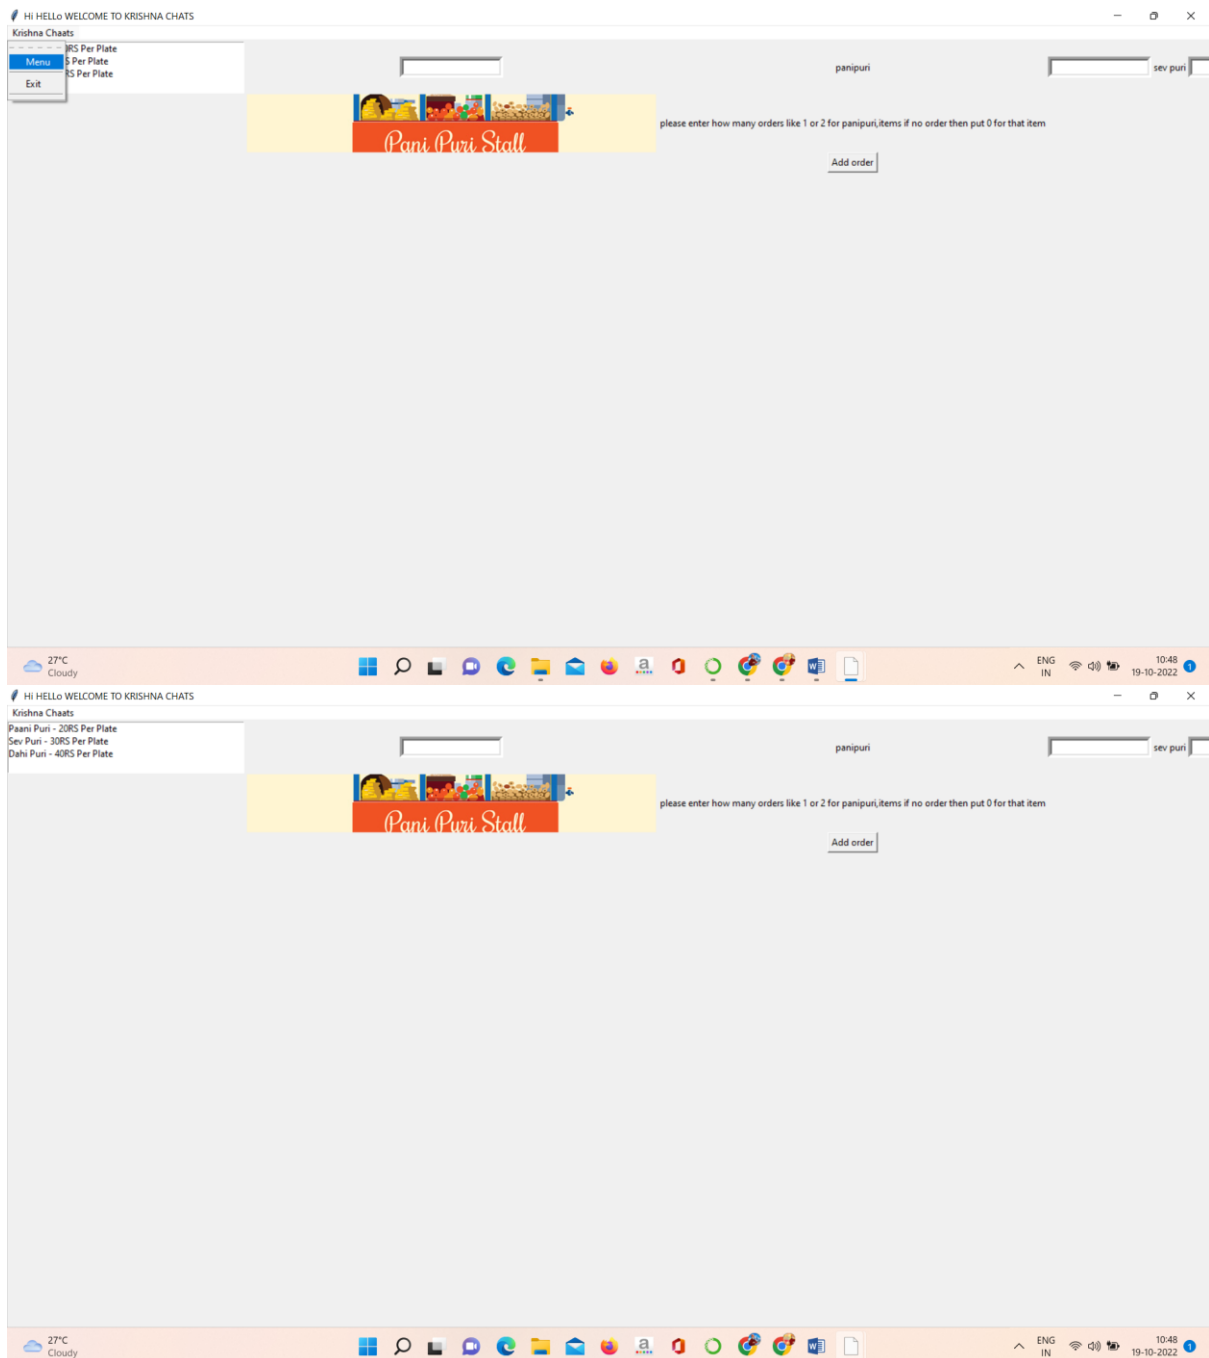 Hi HELLo WELCOME TO KRISHNA CHATS
Krishna Chaats
RS Per Plate
Menu S Per Plate
RS Per Plate
Exit
panipuri
sev puri
Pani Puri Stall
please enter how many orders like 1 or 2 for panipuri,items if no order then put 0 for that item
Add order
27°C
Cloudy
a
W
ENG
IN
10:48
19-10-2022
1
Hi HELLo WELCOME TO KRISHNA CHATS
Krishna Chaats
Paani Puri - 20RS Per Plate
Sev Puri - 30RS Per Plate
Dahi Puri - 40RS Per Plate
panipuri
sev puri
Pani Puri Stall
please enter how many orders like 1 or 2 for panipuri,items if no order then put 0 for that item
Add order
27°C
Cloudy
a
W
ENG
IN
10:48
19-10-2022
1